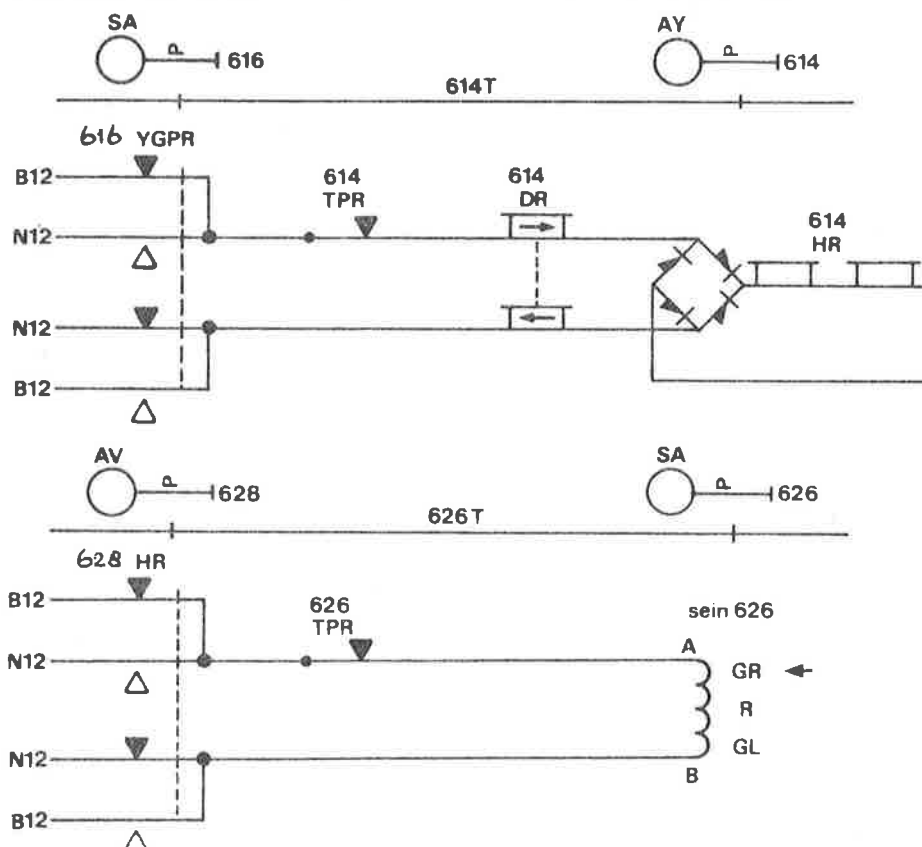 SA
P
616
AY
P
614
614T
616 YGPR
B12
N12
N12
B12
614
TPR
614
DR
614
HR
AV
P
628
SA
P
626
626T
628 HR
B12
N12
N12
B12
626
TPR
sein 626
A
GR
R
GL
B